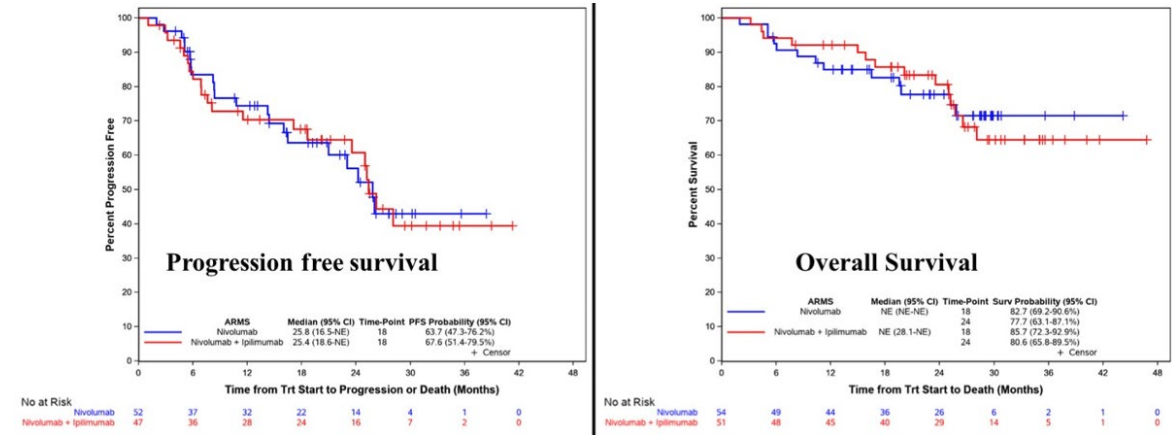 Percent Progression Free
100
90
80
70
60
50
40
30
20
10
0
Progression free survival
ARMS Median (95% CI) Time-Point PFS Probability (95% CI)
Nivolumab 25.8 (16.5-NE) 18 63.7 (47.3-76.2%)
Nivolumab + Ipilimumab 25.4 (18.6-NE) 18 67.6 (51.4-79.5%)
+ Censor
0 6 12 18 24 30 36 42 48
Time from Trt Start to Progression or Death (Months)
No at Risk
Nivolumab 52 37 32 22 14 4 1 0
Nivolumab + Ipilimumab 47 36 28 24 16 7 2 0
Percent Survival
100
90
80
70
60
50
40
30
20
10
0
Overall Survival
ARMS Median (95% CI) Time-Point Surv Probability (95% CI)
Nivolumab NE (NE-NE) 18 82.7 (69.2-90.6%)
24 77.7 (63.1-87.1%)
Nivolumab + Ipilimumab NE (28.1-NE) 18 85.7 (72.3-92.9%)
24 80.6 (65.8-89.5%)
+ Censor
0 6 12 18 24 30 36 42 48
Time from Trt Start to Death (Months)
No at Risk
Nivolumab 54 49 44 36 26 6 2 1 0
Nivolumab + Ipilimumab 51 48 45 40 29 14 5 1 0